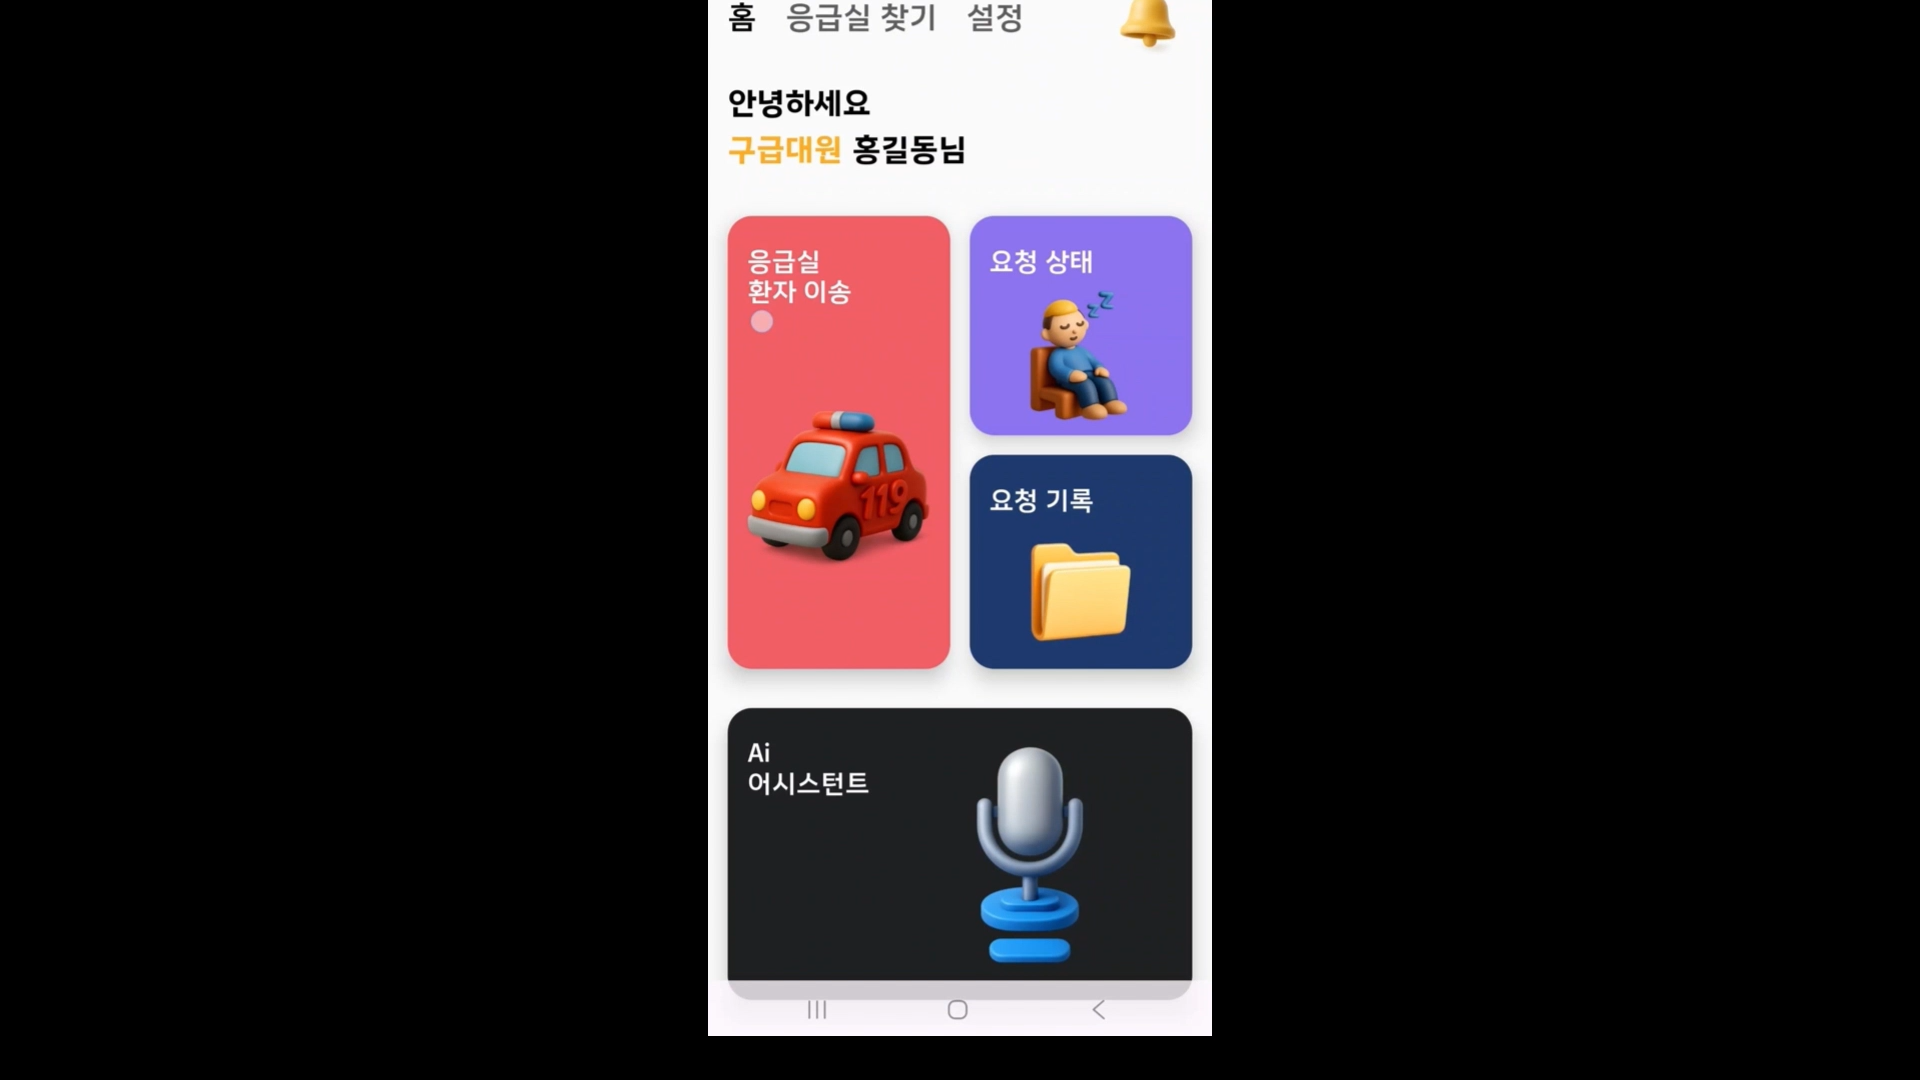 홈 응급실 찾기 설정
안녕하세요
구급대원 홍길동님
응급실
환자 이송
요청 상태
zz
119
요청 기록
Ai
어시스턴트